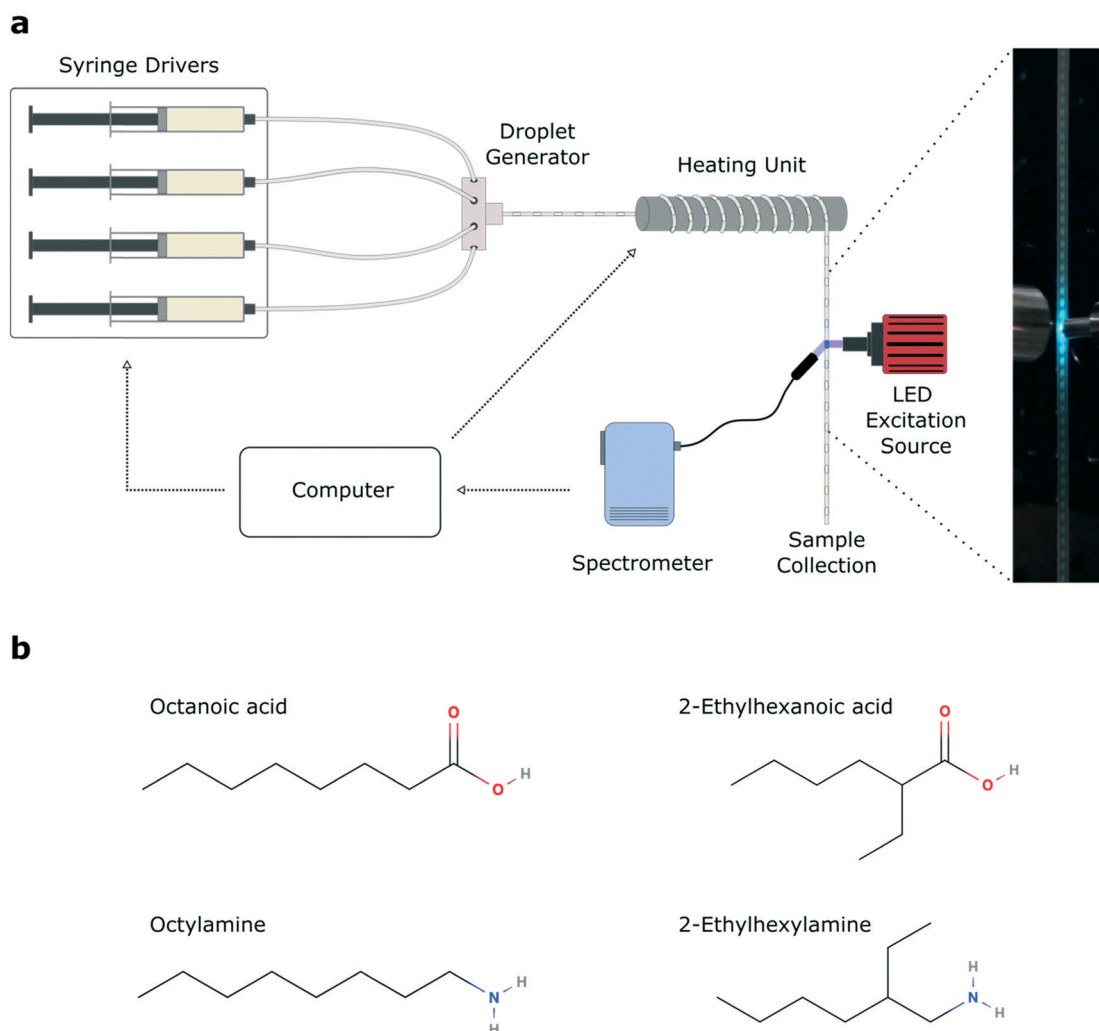 a
Syringe Drivers
Droplet
Generator
Heating Unit
LED
Excitation
Source
Computer
Spectrometer
Sample
Collection
b
Octanoic acid
O
O
H
2-Ethylhexanoic acid
O
O
H
Octylamine
N
H
H
2-Ethylhexylamine
H
N
H